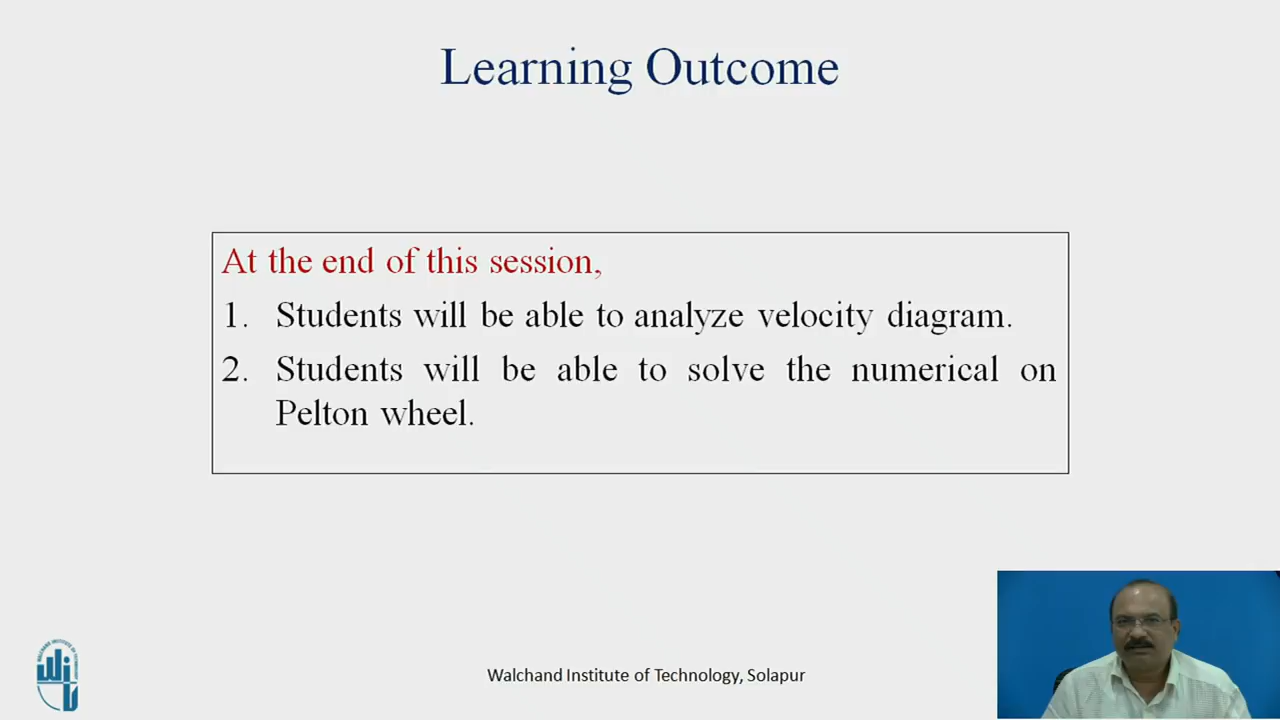 Learning Outcome
At the end of this session,
1. Students will be able to analyze velocity diagram.
2. Students will be able to solve the numerical on
Pelton wheel.
Walchand Institute of Technology, Solapur